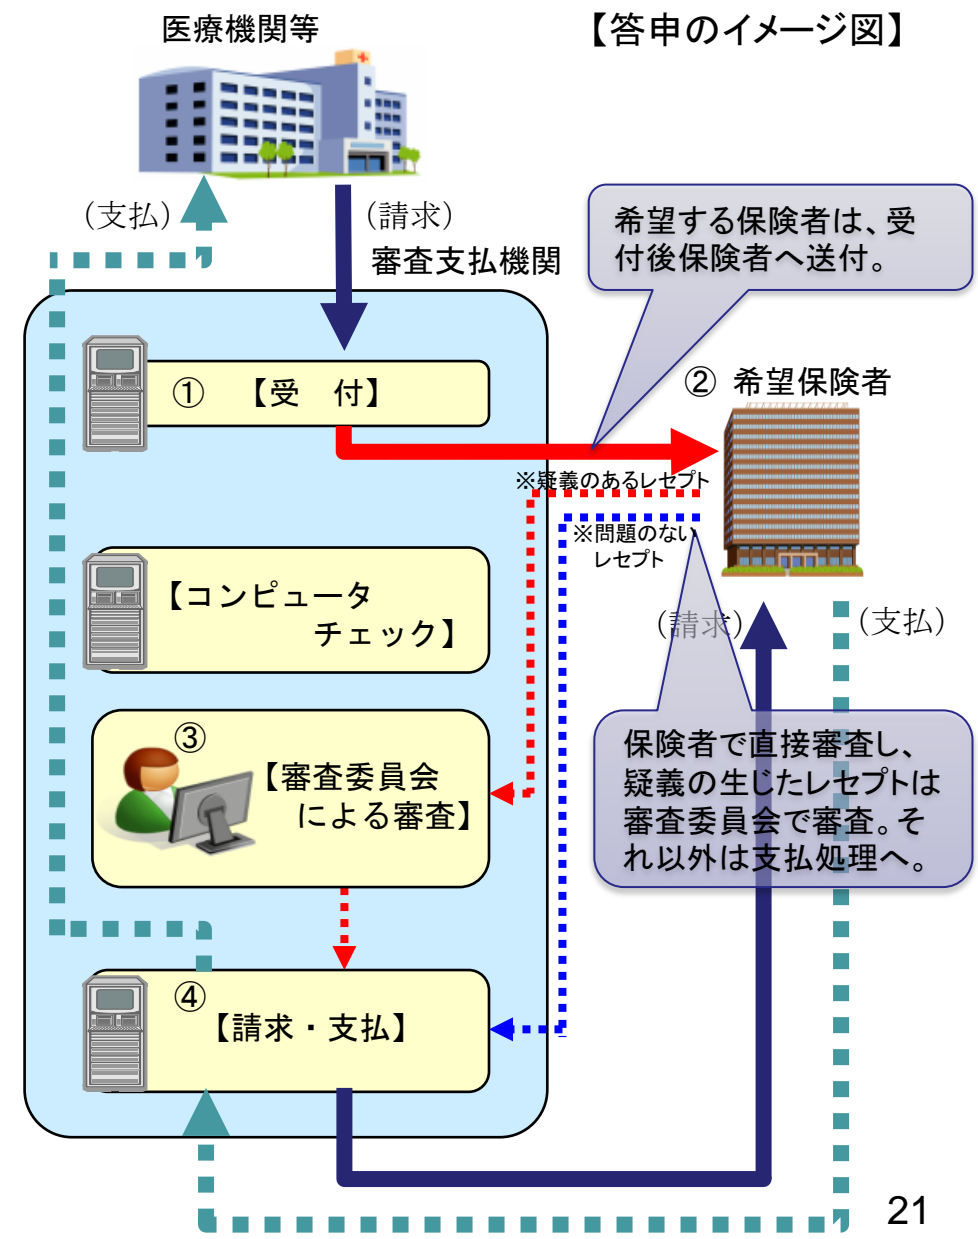 医療機関等
【答申のイメージ図】
（支払）
（請求）
審査支払機関
希望する保険者は、受
付後保険者へ送付。
① 【受　付】
② 希望保険者
※疑義のあるレセプト
※問題のない
レセプト
【コンピュータ
チェック】
（請求）
（支払）
③
【審査委員会
による審査】
保険者で直接審査し、
疑義の生じたレセプトは
審査委員会で審査。そ
れ以外は支払処理へ。
④
【請求・支払】
21